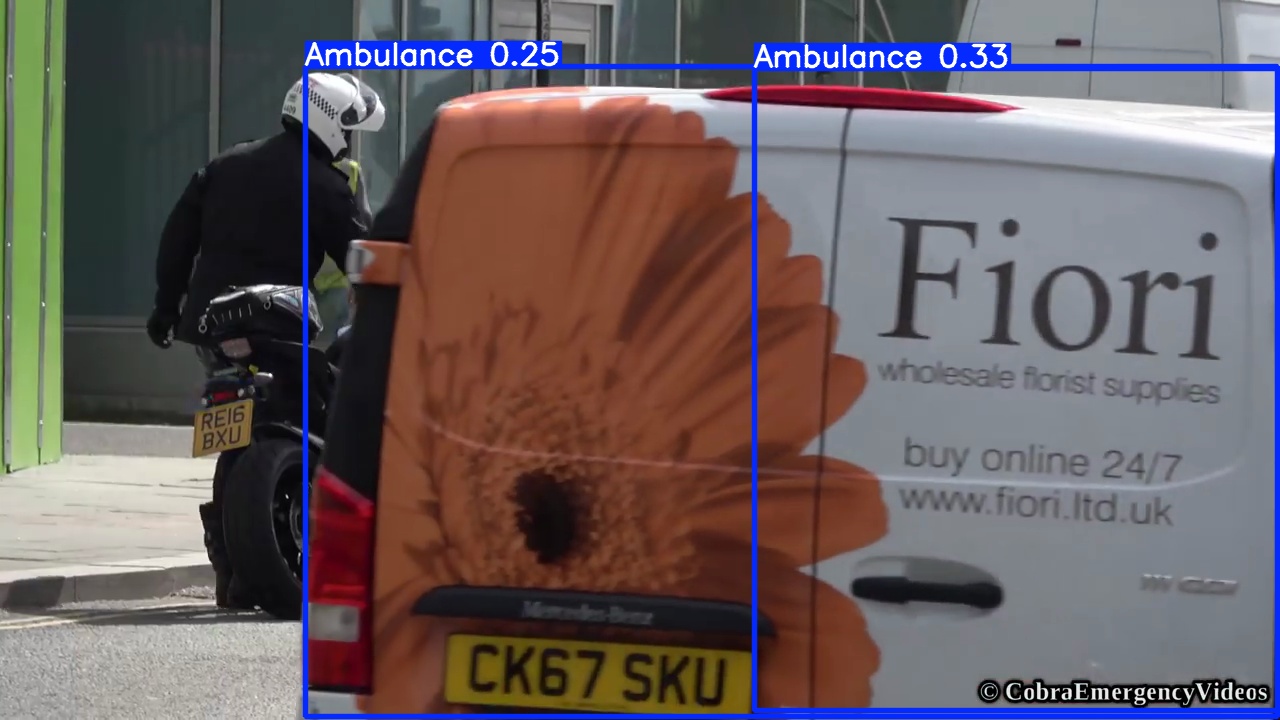 Ambulance 0.25
Ambulance 0.33
Fiori
wholesale florist supplies
buy online 24/7
www.fiori.ltd.uk
RE16
BXU
Mercedes-Benz
CK67 SKU
© CobraEmergencyVideos